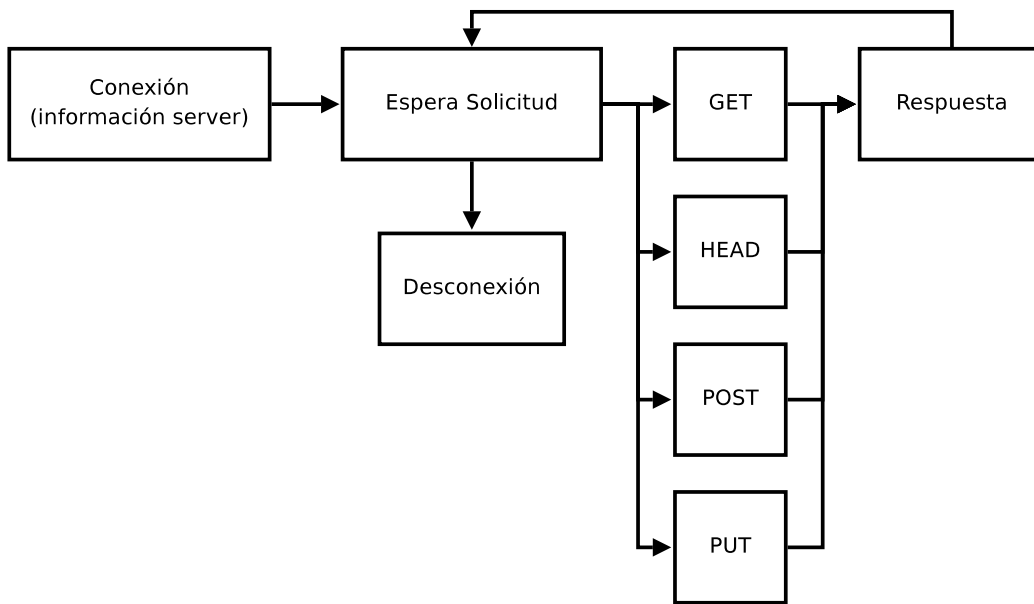 Conexión
(información server)
Espera Solicitud
GET
Respuesta
HEAD
Desconexión
POST
PUT